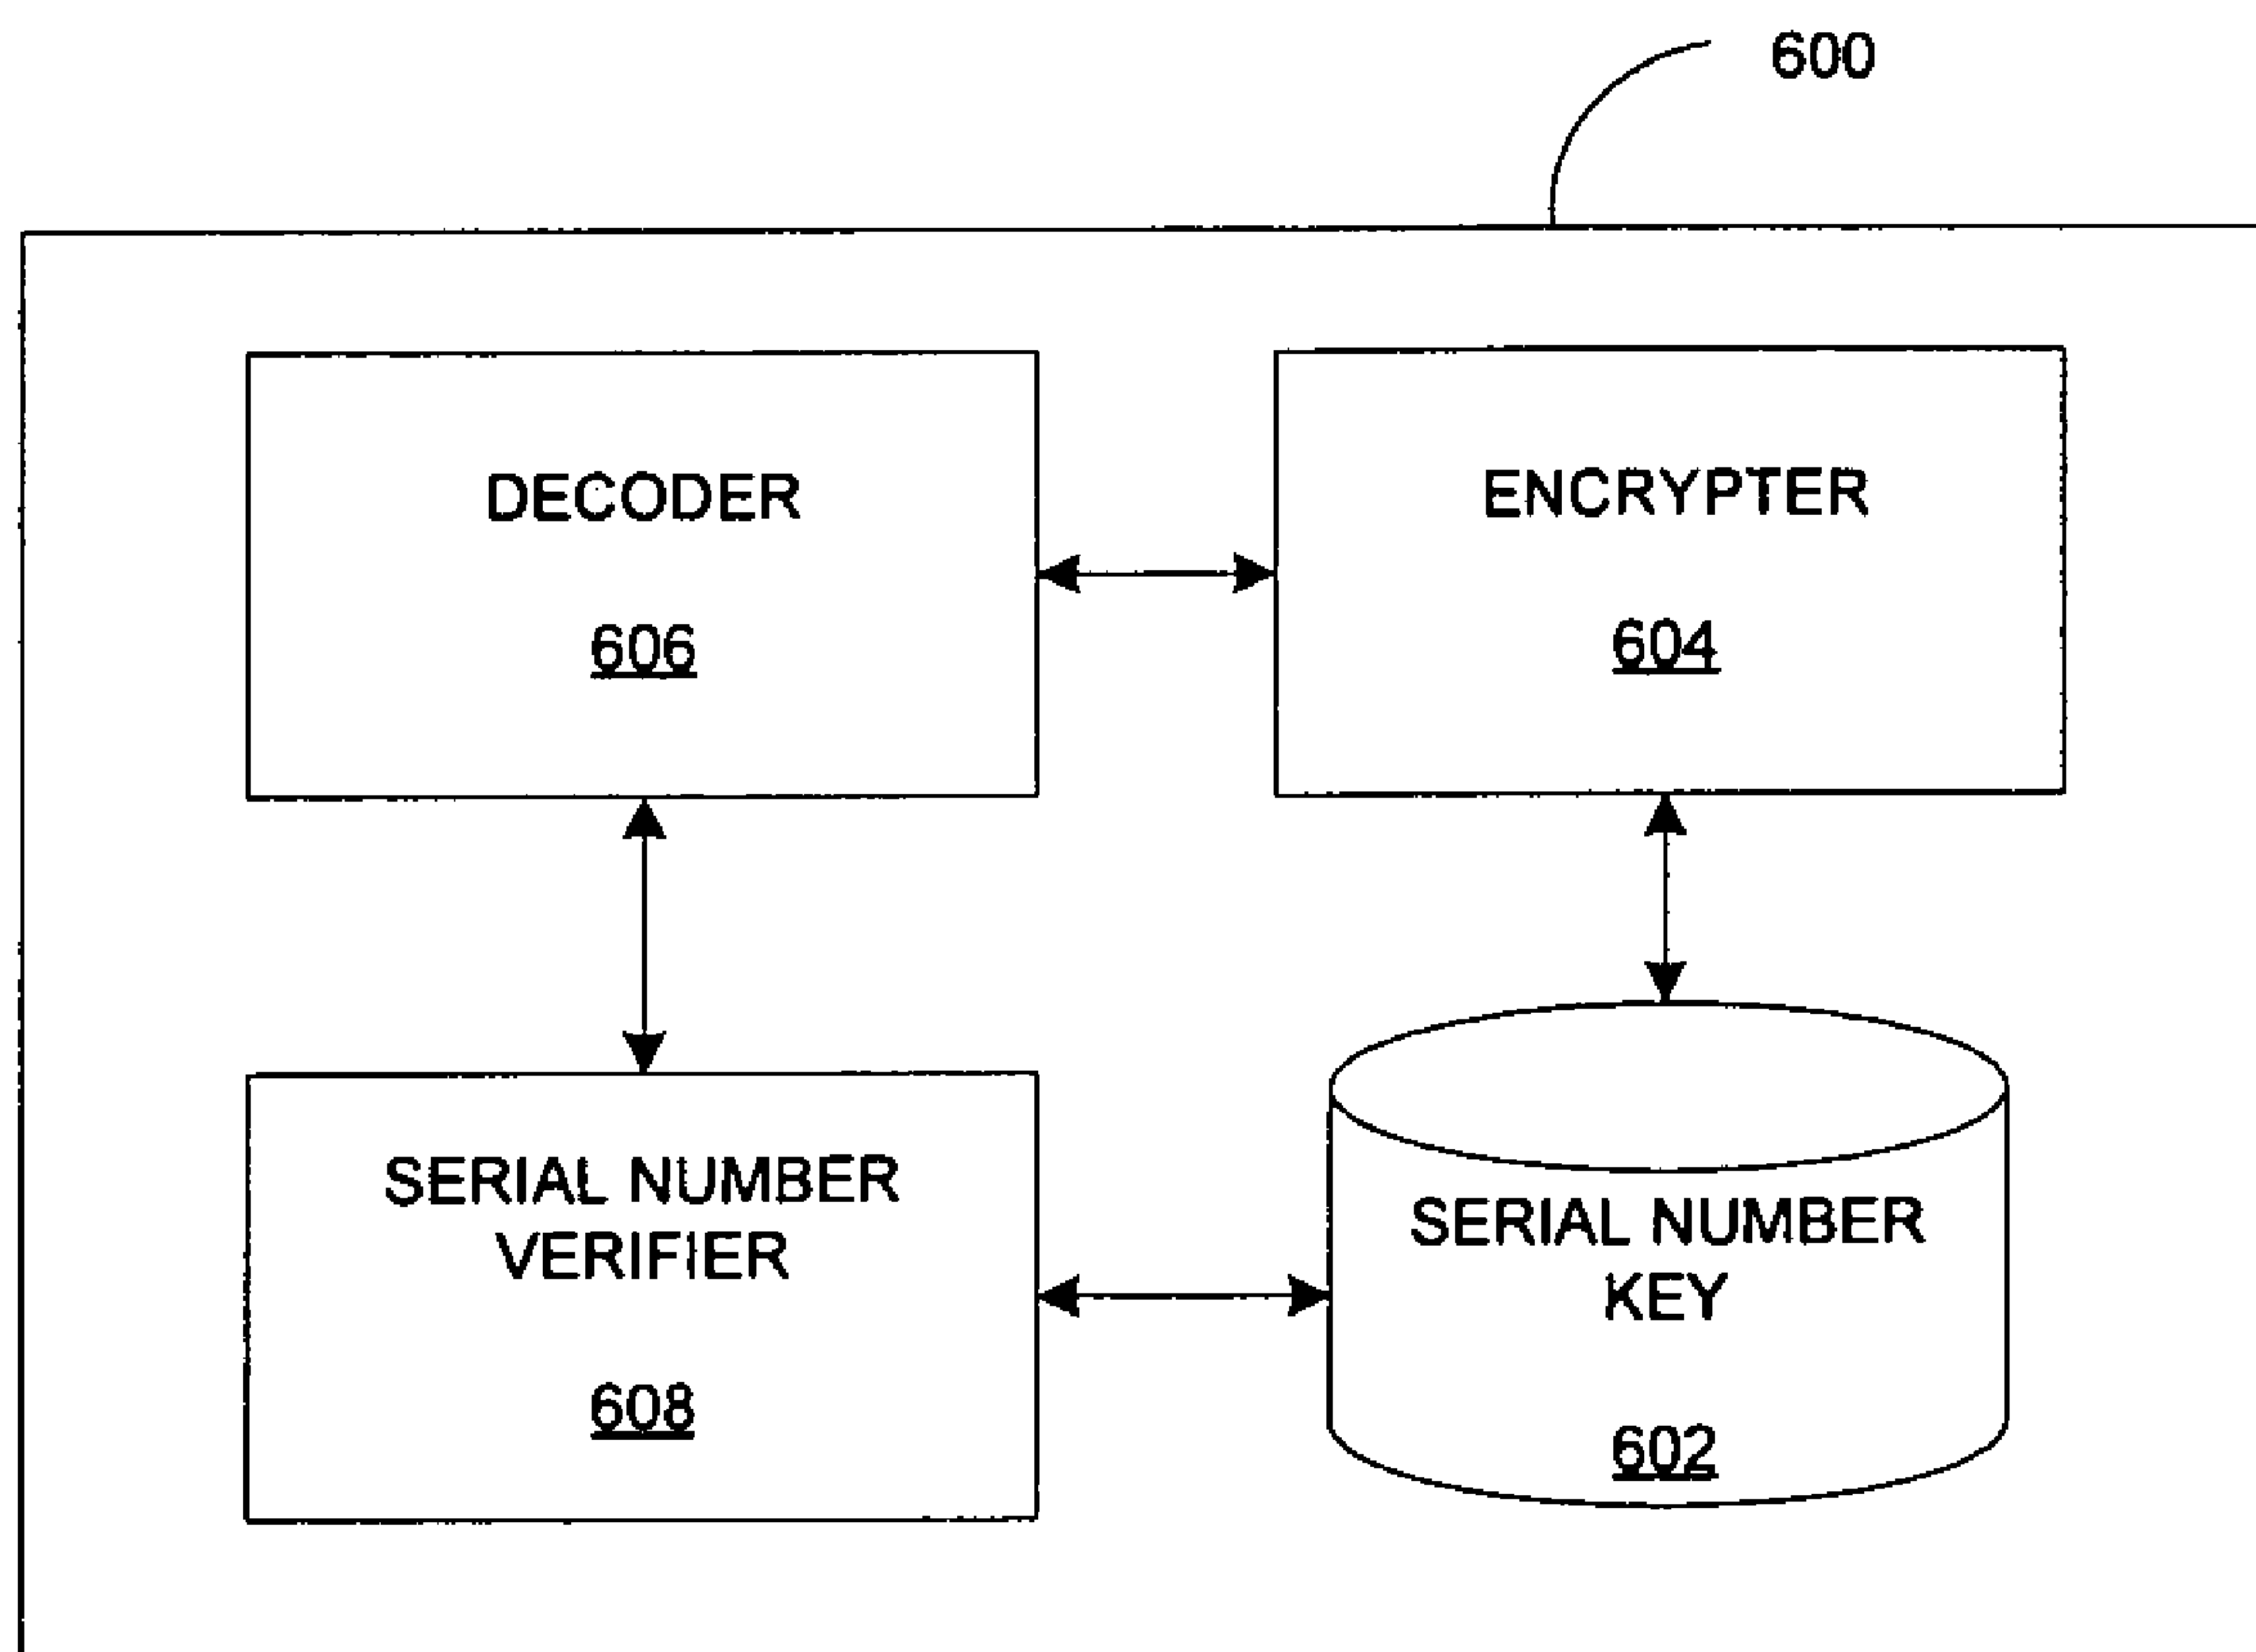 600
DECODER
606
ENCRYPTER
604
SERIAL NUMBER
VERIFIER
608
SERIAL NUMBER
KEY
602